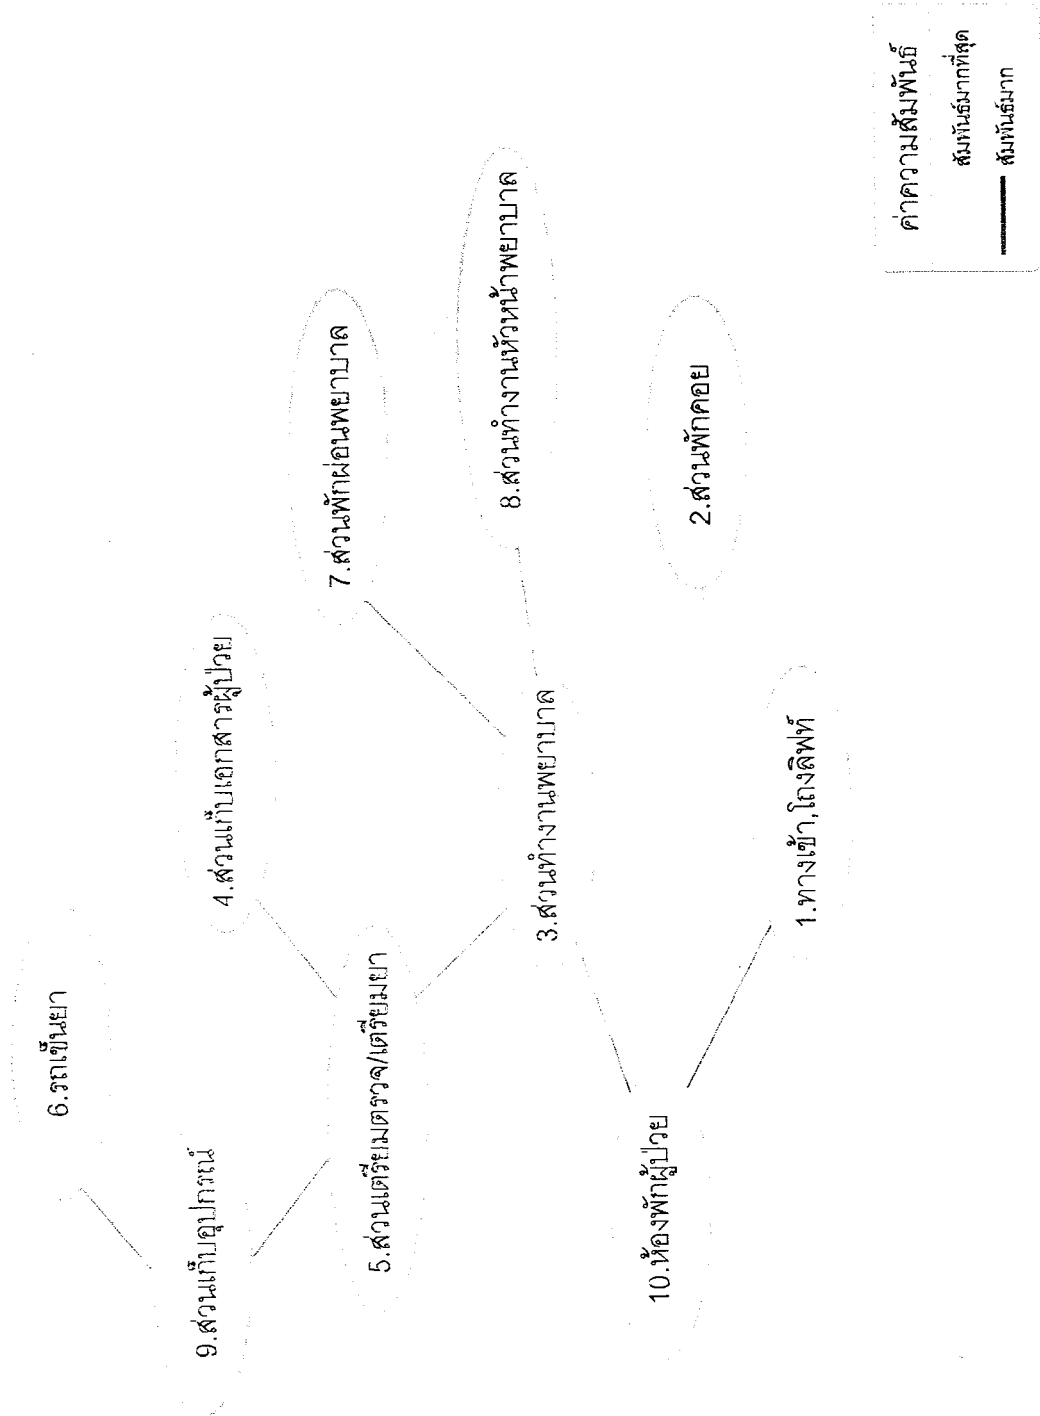 6.รถเข็นยา
9.ส่วนเก็บอุปกรณ์
4.ส่วนเก็บเอกสารผู้ป่วย
7.ส่วนพักผ่อนพยาบาล
5.ส่วนเตรียมตรวจ/เตรียมยา
8.ส่วนทำงานหัวหน้าพยาบาล
3.ส่วนทำงานพยาบาล
10.ห้องพักผู้ป่วย
2.ส่วนพักคอย
1.ทางเข้า,โถงลิฟท์
ค่าความสัมพันธ์
สัมพันธ์มากที่สุด
สัมพันธ์มาก